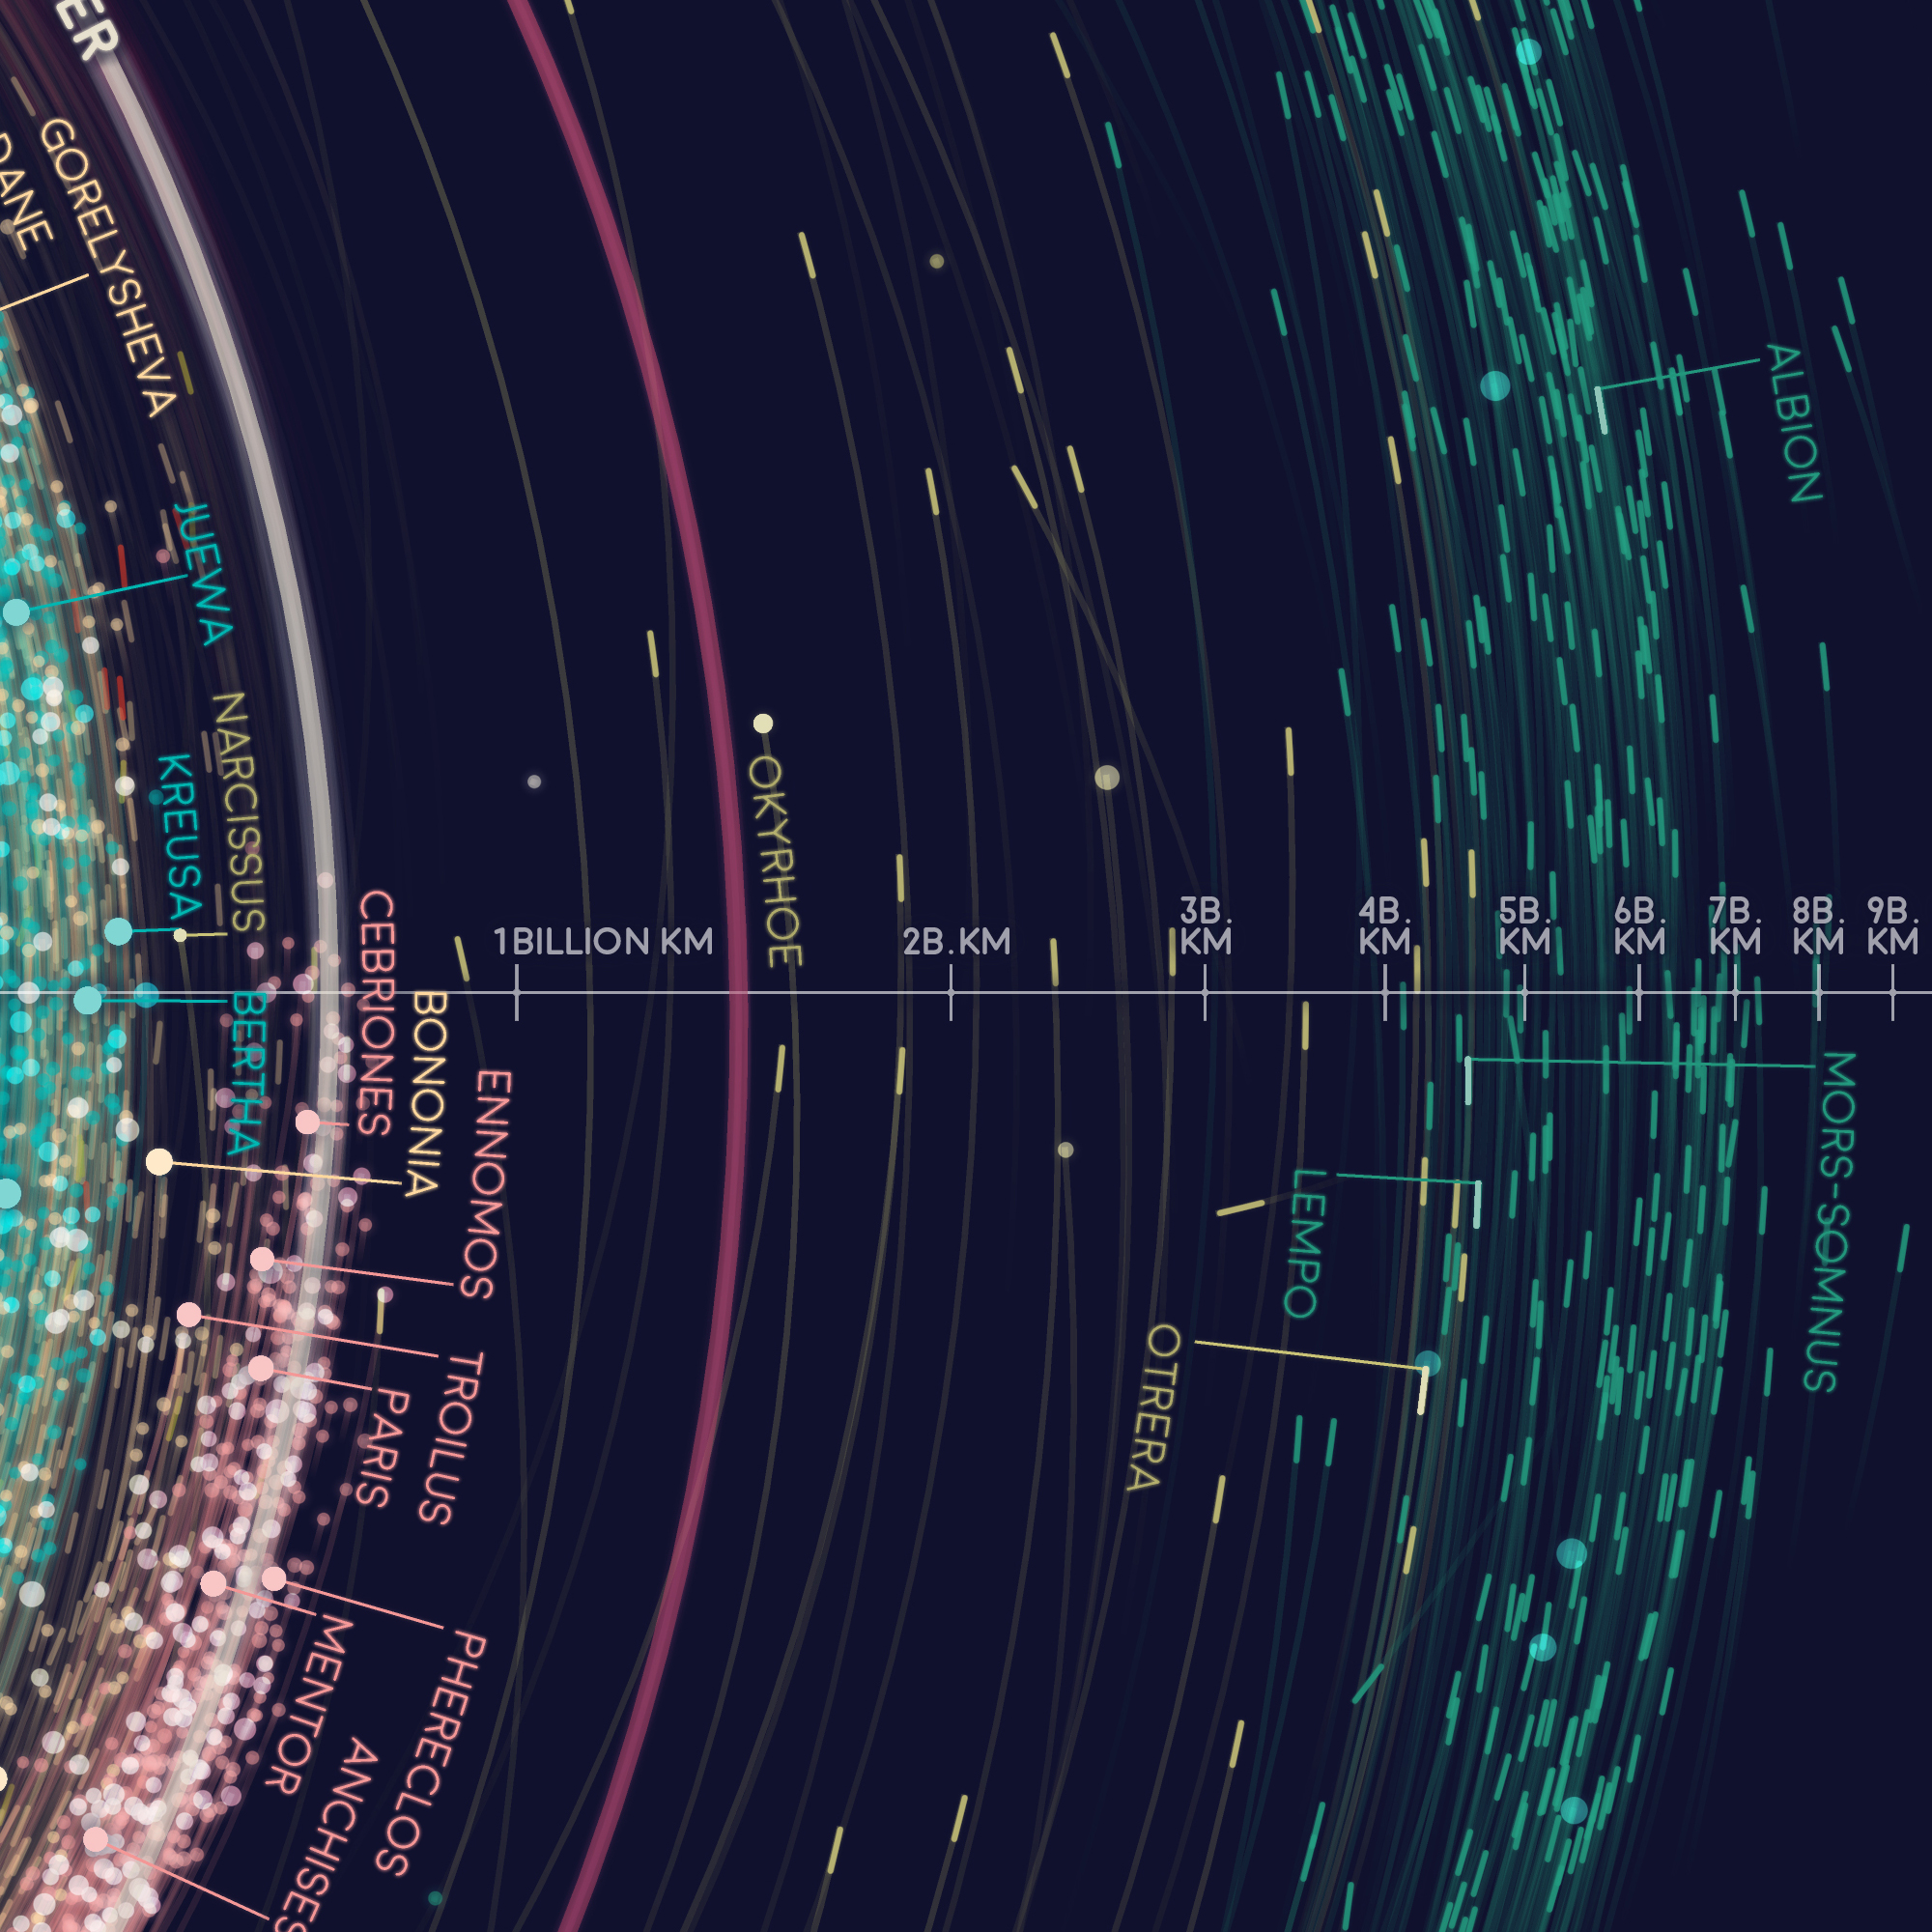 ER
DANE
GORELYSHEVA
ALBION
JUEWA
NARCISSUS
KREUSA
OKYRHOE
CEBRIONES
1 BILLION KM
2B. KM
3B.
KM
4B.
KM
5B.
KM
6B.
KM
7B.
KM
8B.
KM
9B.
KM
BERTHA
BONONIA
ENNOMOS
MORS-SOMNUS
LEMPO
OTRERA
TROILUS
PARIS
MENTOR
PHERECLOS
ANCHISES